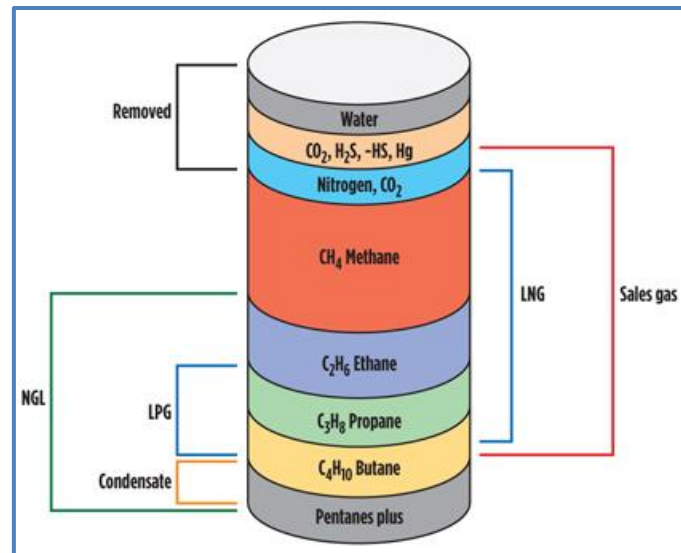 Removed
Water
CO₂, H₂S, -HS, Hg
Nitrogen, CO₂
CH₄ Methane
LNG
Sales gas
C₂H₆ Ethane
NGL
LPG
C₃H₈ Propane
C₄H₁₀ Butane
Condensate
Pentanes plus